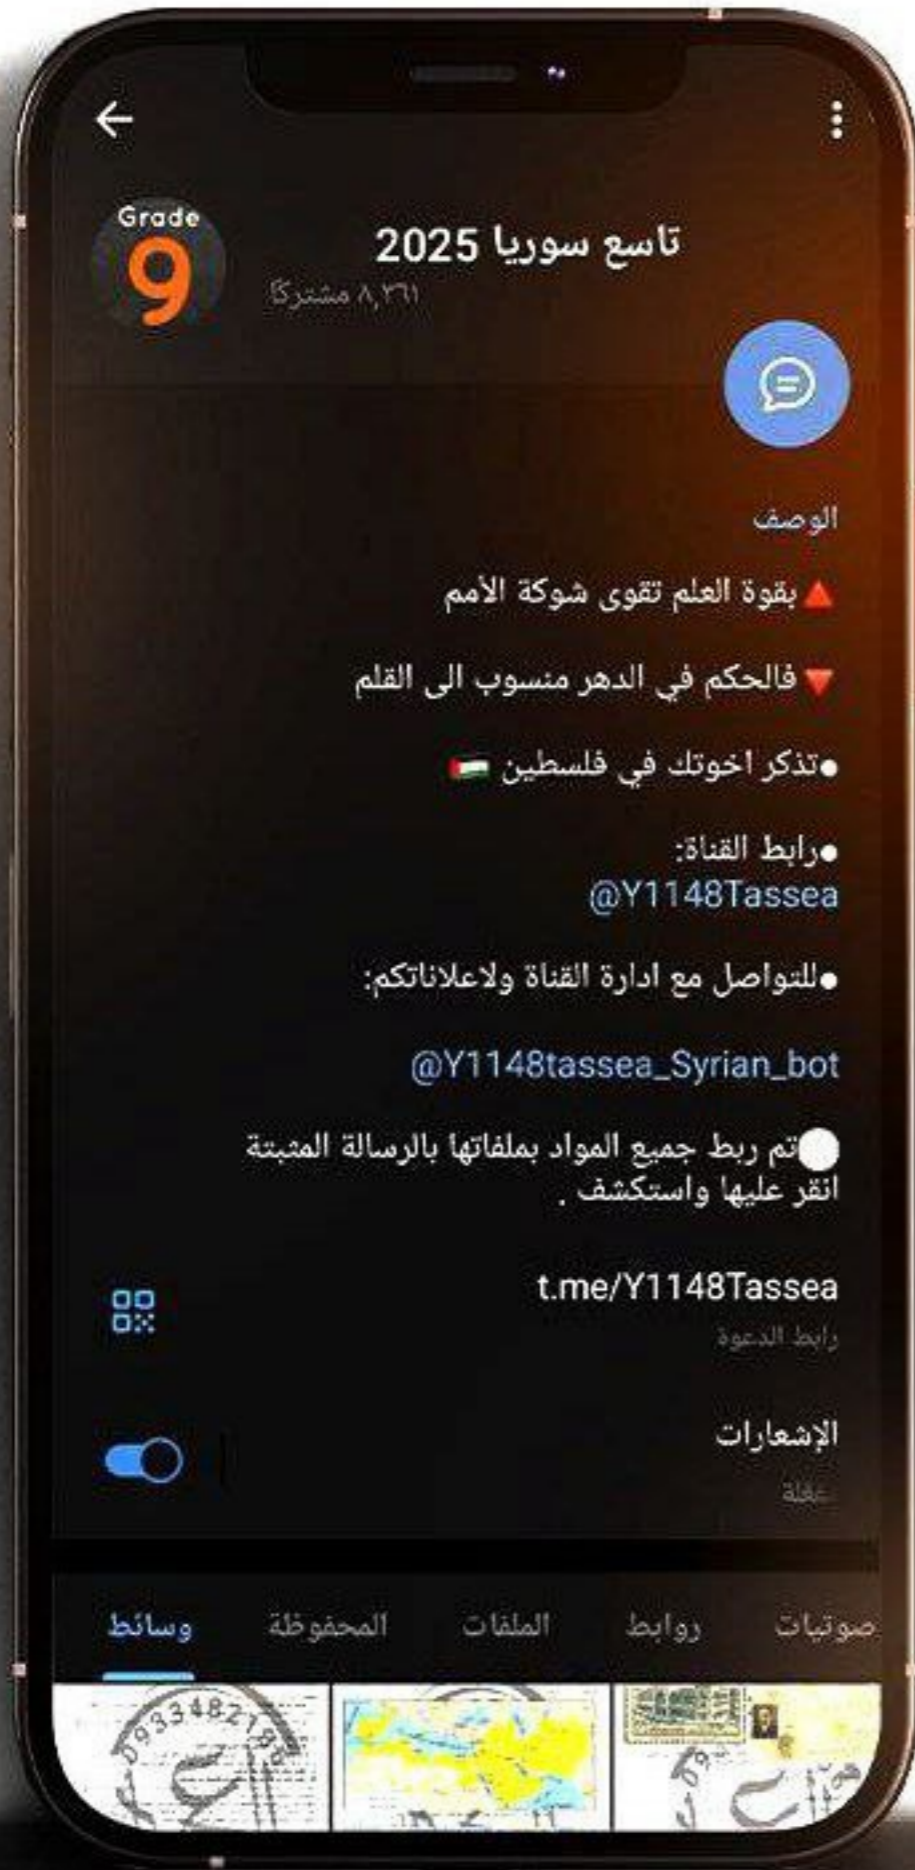 Grade
9
تاسع سوريا 2025
٨,٣٦١ مشتركًا
الوصف
🔺بقوة العلم تقوى شوكة الأمم
🔻فالحكم في الدهر منسوب الى القلم
●تذكر اخوتك في فلسطين 🇵🇸
●رابط القناة:
@Y1148Tassea
●للتواصل مع ادارة القناة ولاعلاناتكم:
@Y1148tassea_Syrian_bot
⚪تم ربط جميع المواد بملفاتها بالرسالة المثبتة
انقر عليها واستكشف .
t.me/Y1148Tassea
رابط الدعوة
الإشعارات
صوتيات روابط الملفات المحفوظة وسائط